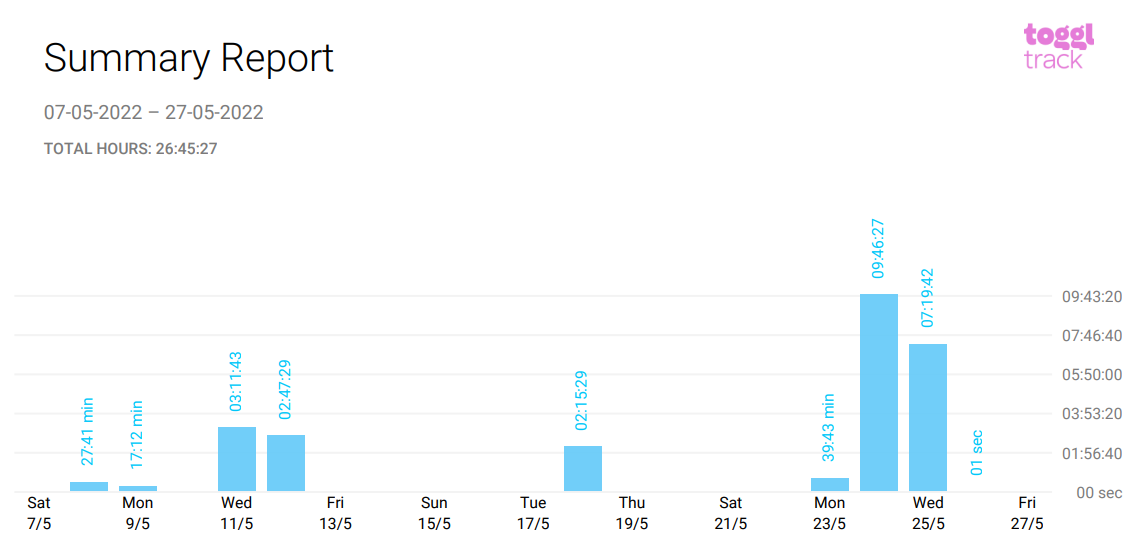 Summary Report
toggl
track
07-05-2022 – 27-05-2022
TOTAL HOURS: 26:45:27
27:41 min
17:12 min
03:11:43
02:47:29
02:15:29
39:43 min
09:46:27
07:19:42
01 sec
09:43:20
07:46:40
05:50:00
03:53:20
01:56:40
00 sec
Sat Mon Wed Fri Sun Tue Thu Sat Mon Wed Fri
7/5 9/5 11/5 13/5 15/5 17/5 19/5 21/5 23/5 25/5 27/5